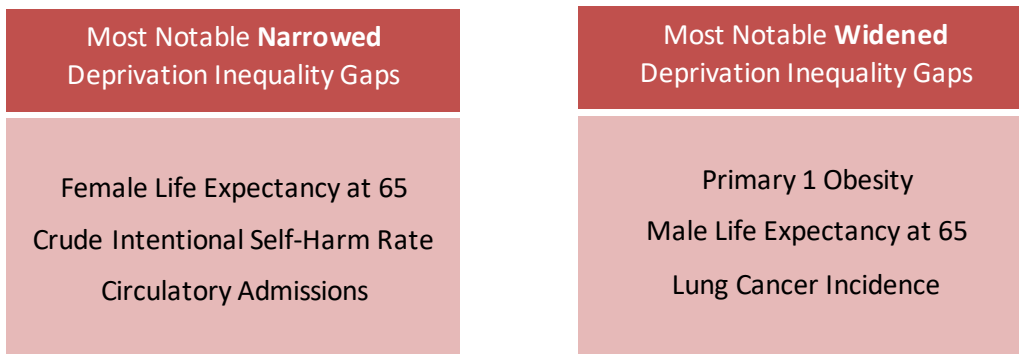 Most Notable Narrowed
Deprivation Inequality Gaps
Female Life Expectancy at 65
Crude Intentional Self-Harm Rate
Circulatory Admissions
Most Notable Widened
Deprivation Inequality Gaps
Primary 1 Obesity
Male Life Expectancy at 65
Lung Cancer Incidence